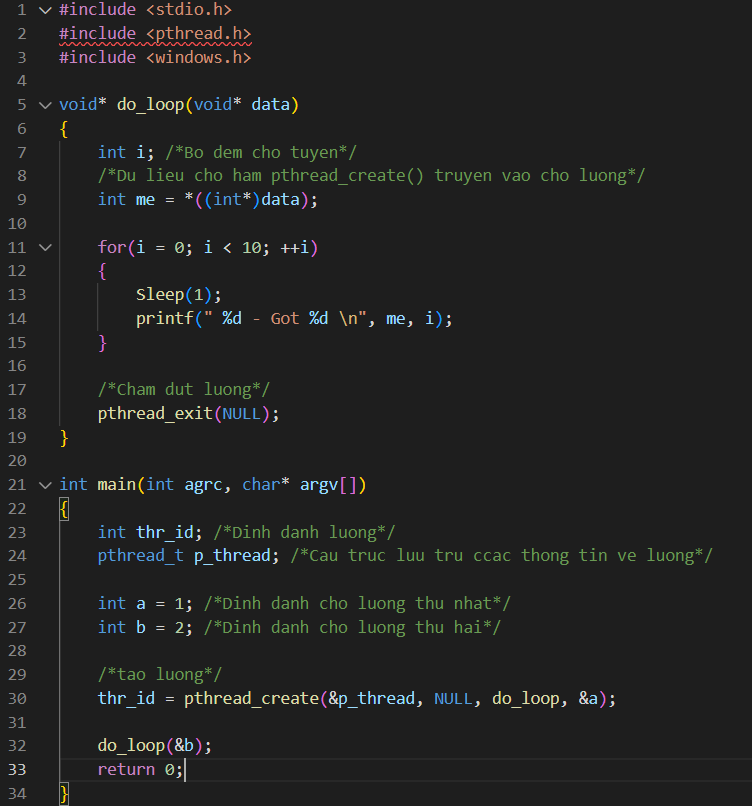 1 #include <stdio.h>
2 #include <pthread.h>
3 #include <windows.h>
4
5 void* do_loop(void* data)
6 {
7 int i; /*Bo dem cho tuyen*/
8 /*Du lieu cho ham pthread_create() truyen vao cho luong*/
9 int me = *((int*)data);
10
11 for(i = 0; i < 10; ++i)
12 {
13 Sleep(1);
14 printf(" %d - Got %d \n", me, i);
15 }
16
17 /*Cham dut luong*/
18 pthread_exit(NULL);
19 }
20
21 int main(int agrc, char* argv[])
22 {
23 int thr_id; /*Dinh danh luong*/
24 pthread_t p_thread; /*Cau truc luu tru ccac thong tin ve luong*/
25
26 int a = 1; /*Dinh danh cho luong thu nhat*/
27 int b = 2; /*Dinh danh cho luong thu hai*/
28
29 /*tao luong*/
30 thr_id = pthread_create(&p_thread, NULL, do_loop, &a);
31
32 do_loop(&b);
33 return 0;
34 }